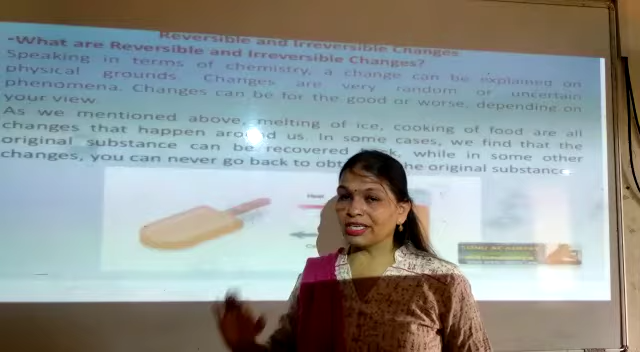 Reversible and Irreversible Changes
-What are Reversible and Irreversible Changes?
Speaking in terms of chemistry, a change can be explained on
physical grounds. Changes are very random or uncertain
phenomena. Changes can be for the good or worse, depending on
your view.
As we mentioned above, melting of ice, cooking of food are all
changes that happen around us. In some cases, we find that the
original substance can be recovered back, while in some other
changes, you can never go back to the original substance
Heat